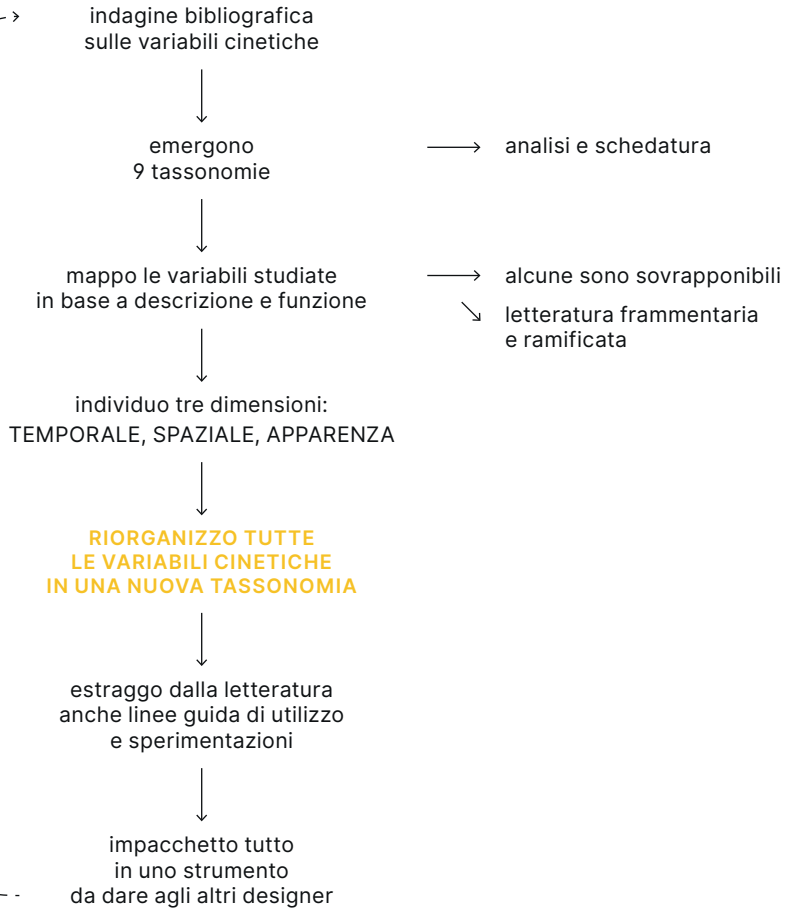 indagine bibliografica
sulle variabili cinetiche
emergono
9 tassonomie
analisi e schedatura
mappo le variabili studiate
in base a descrizione e funzione
alcune sono sovrapponibili
letteratura frammentaria
e ramificata
individuo tre dimensioni:
TEMPORALE, SPAZIALE, APPARENZA
RIORGANIZZO TUTTE
LE VARIABILI CINETICHE
IN UNA NUOVA TASSONOMIA
estraggo dalla letteratura
anche linee guida di utilizzo
e sperimentazioni
impacchetto tutto
in uno strumento
da dare agli altri designer